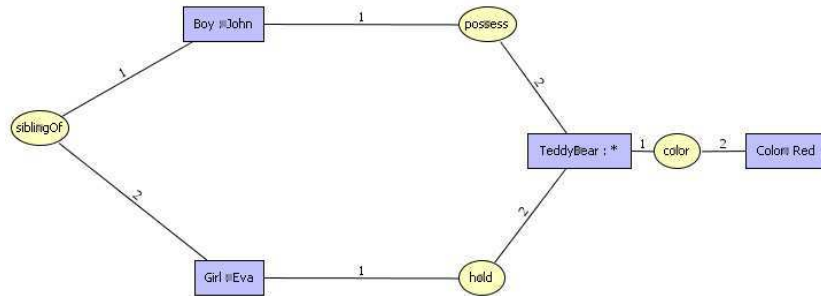 Boy : John
1
possess
1
2
siblingOf
TeddyBear : *
1
color
2
Color : Red
2
2
Girl : Eva
1
hold